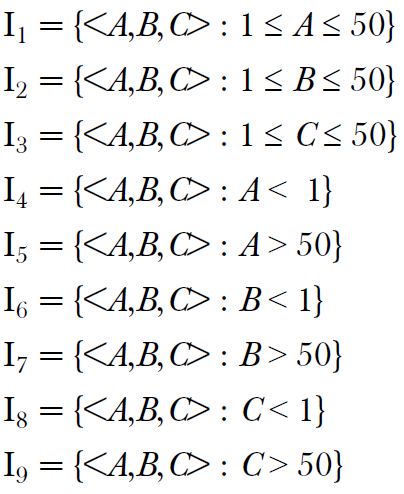 I₁ = {<A,B,C> : 1 ≤ A ≤ 50}
I₂ = {<A,B,C> : 1 ≤ B ≤ 50}
I₃ = {<A,B,C> : 1 ≤ C ≤ 50}
I₄ = {<A,B,C> : A < 1}
I₅ = {<A,B,C> : A > 50}
I₆ = {<A,B,C> : B < 1}
I₇ = {<A,B,C> : B > 50}
I₈ = {<A,B,C> : C < 1}
I₉ = {<A,B,C> : C > 50}